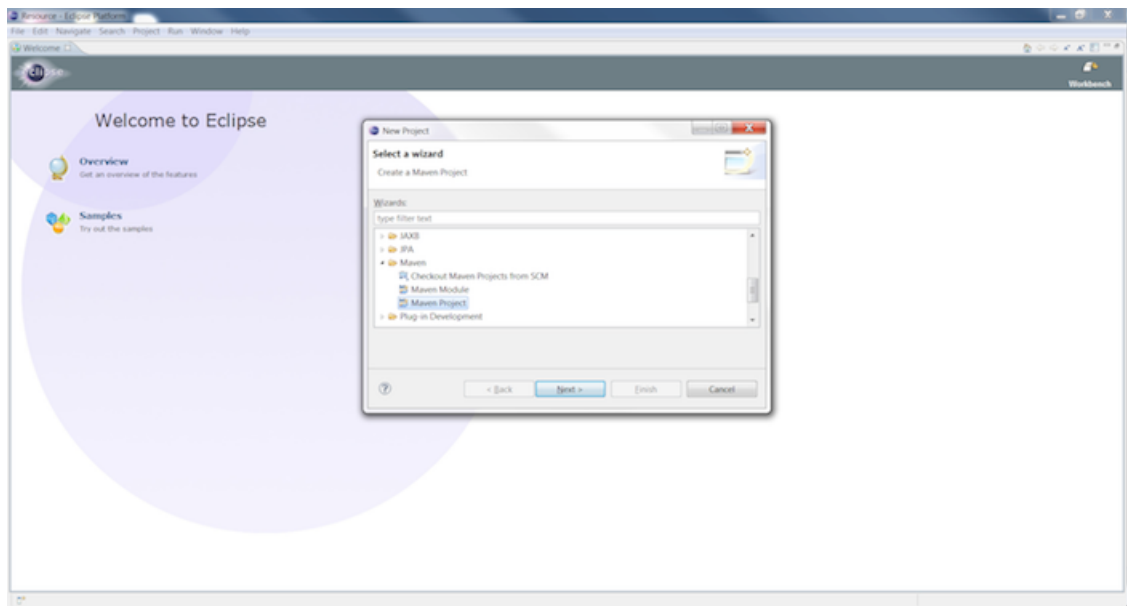 Resource - Eclipse Platform
File Edit Navigate Search Project Run Window Help
Welcome
eclipse
Workbench
Welcome to Eclipse
Overview
Get an overview of the features
Samples
Try out the samples
New Project
Select a wizard
Create a Maven Project
Wizards:
type filter text
JAXB
JPA
Maven
Checkout Maven Projects from SCM
Maven Module
Maven Project
Plug-in Development
< Back Next > Finish Cancel